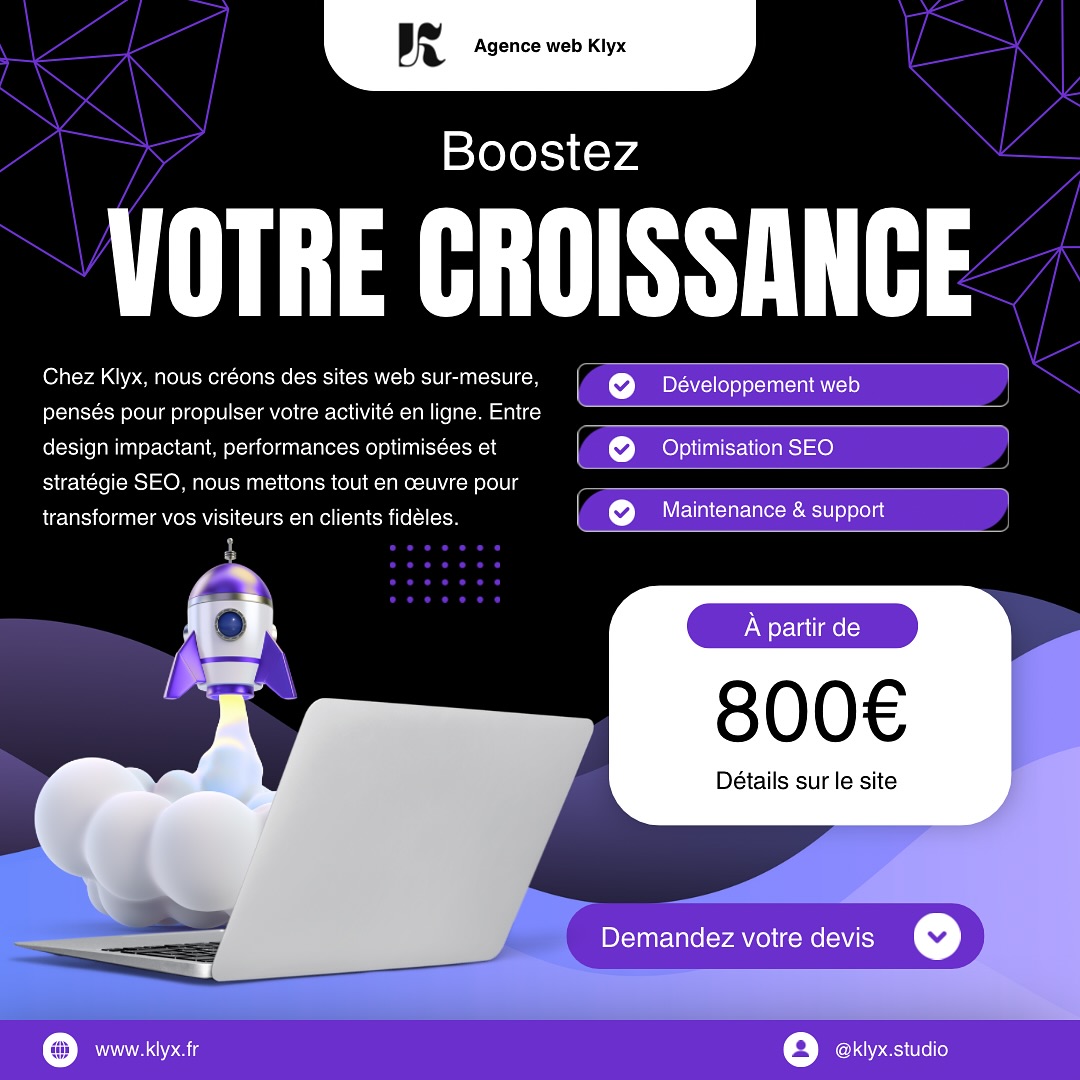 Agence web Klyx
Boostez
VOTRE CROISSANCE
Chez Klyx, nous créons des sites web sur-mesure,
pensés pour propulser votre activité en ligne. Entre
design impactant, performances optimisées et
stratégie SEO, nous mettons tout en œuvre pour
transformer vos visiteurs en clients fidèles.
Développement web
Optimisation SEO
Maintenance & support
À partir de
800€
Détails sur le site
Demandez votre devis
www.klyx.fr
@klyx.studio